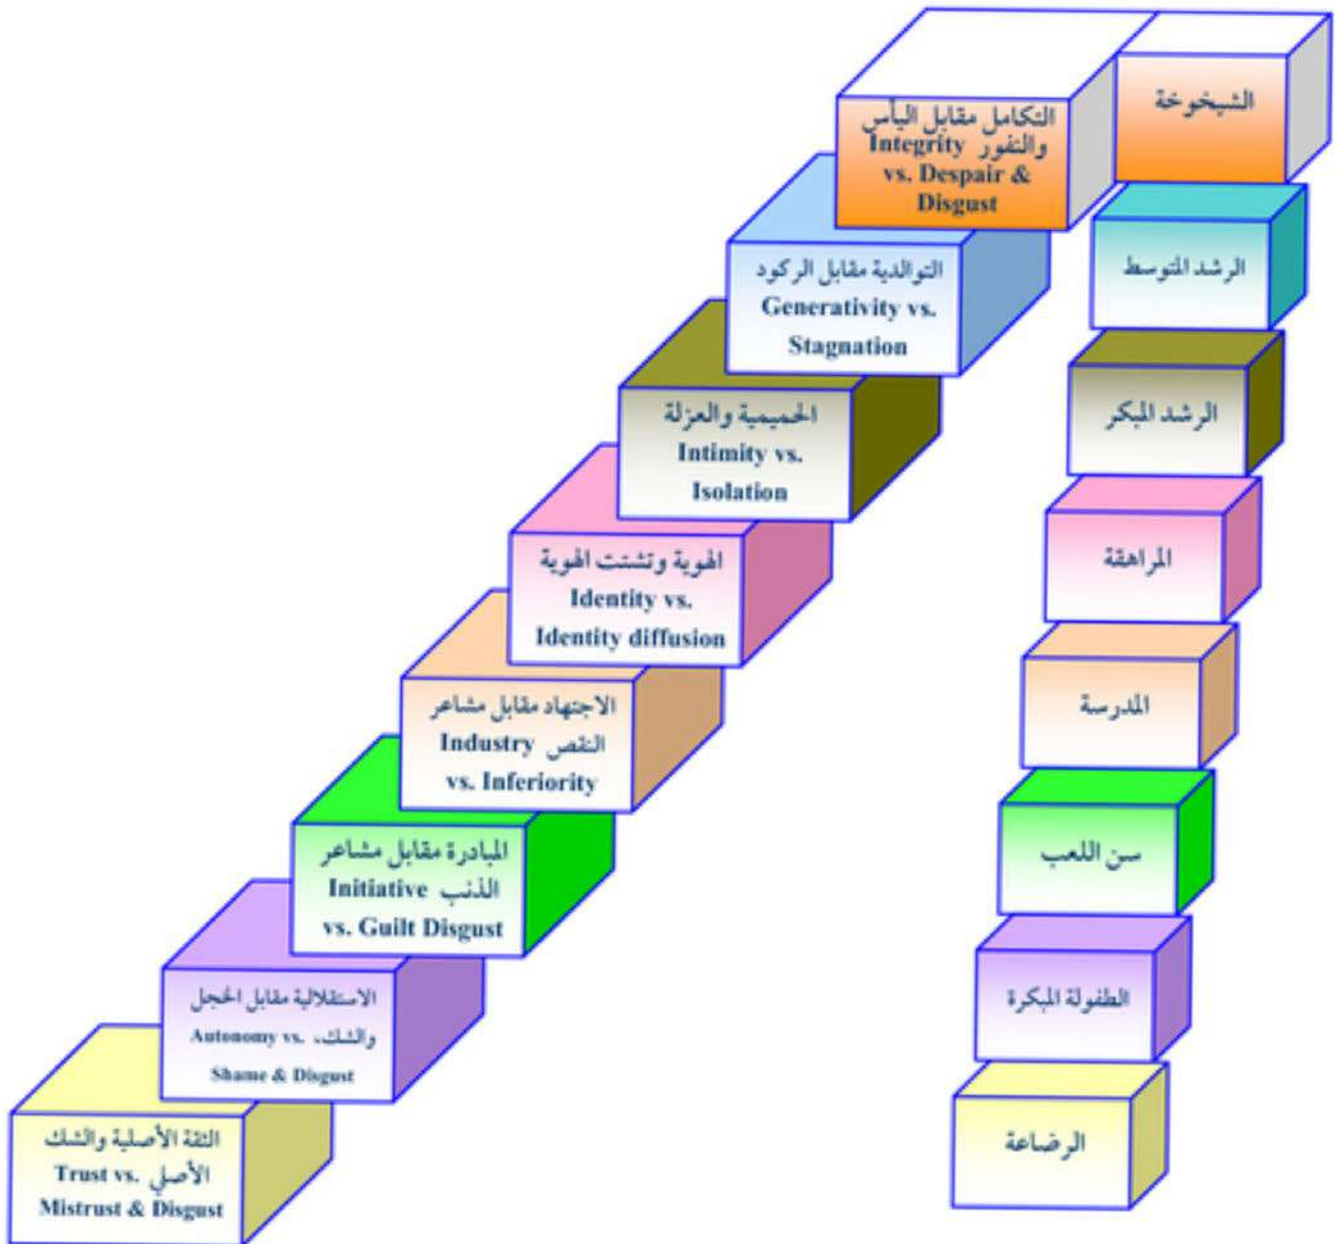 التكامل مقابل اليأس
والنفور Integrity
vs. Despair &
Disgust
الشيخوخة
التوالدية مقابل الركود
Generativity vs.
Stagnation
الرشد المتوسط
الحميمية والعزلة
Intimity vs.
Isolation
الرشد المبكر
الهوية وتشتت الهوية
Identity vs.
Identity diffusion
المراهقة
الاجتهاد مقابل مشاعر
النقص Industry
vs. Inferiority
المدرسة
المبادرة مقابل مشاعر
الذنب Initiative
vs. Guilt Disgust
سن اللعب
الاستقلالية مقابل الخجل
والشك، Autonomy vs.
Shame & Disgust
الطفولة المبكرة
الثقة الأصلية والشك
الأصلي Trust vs.
Mistrust & Disgust
الرضاعة